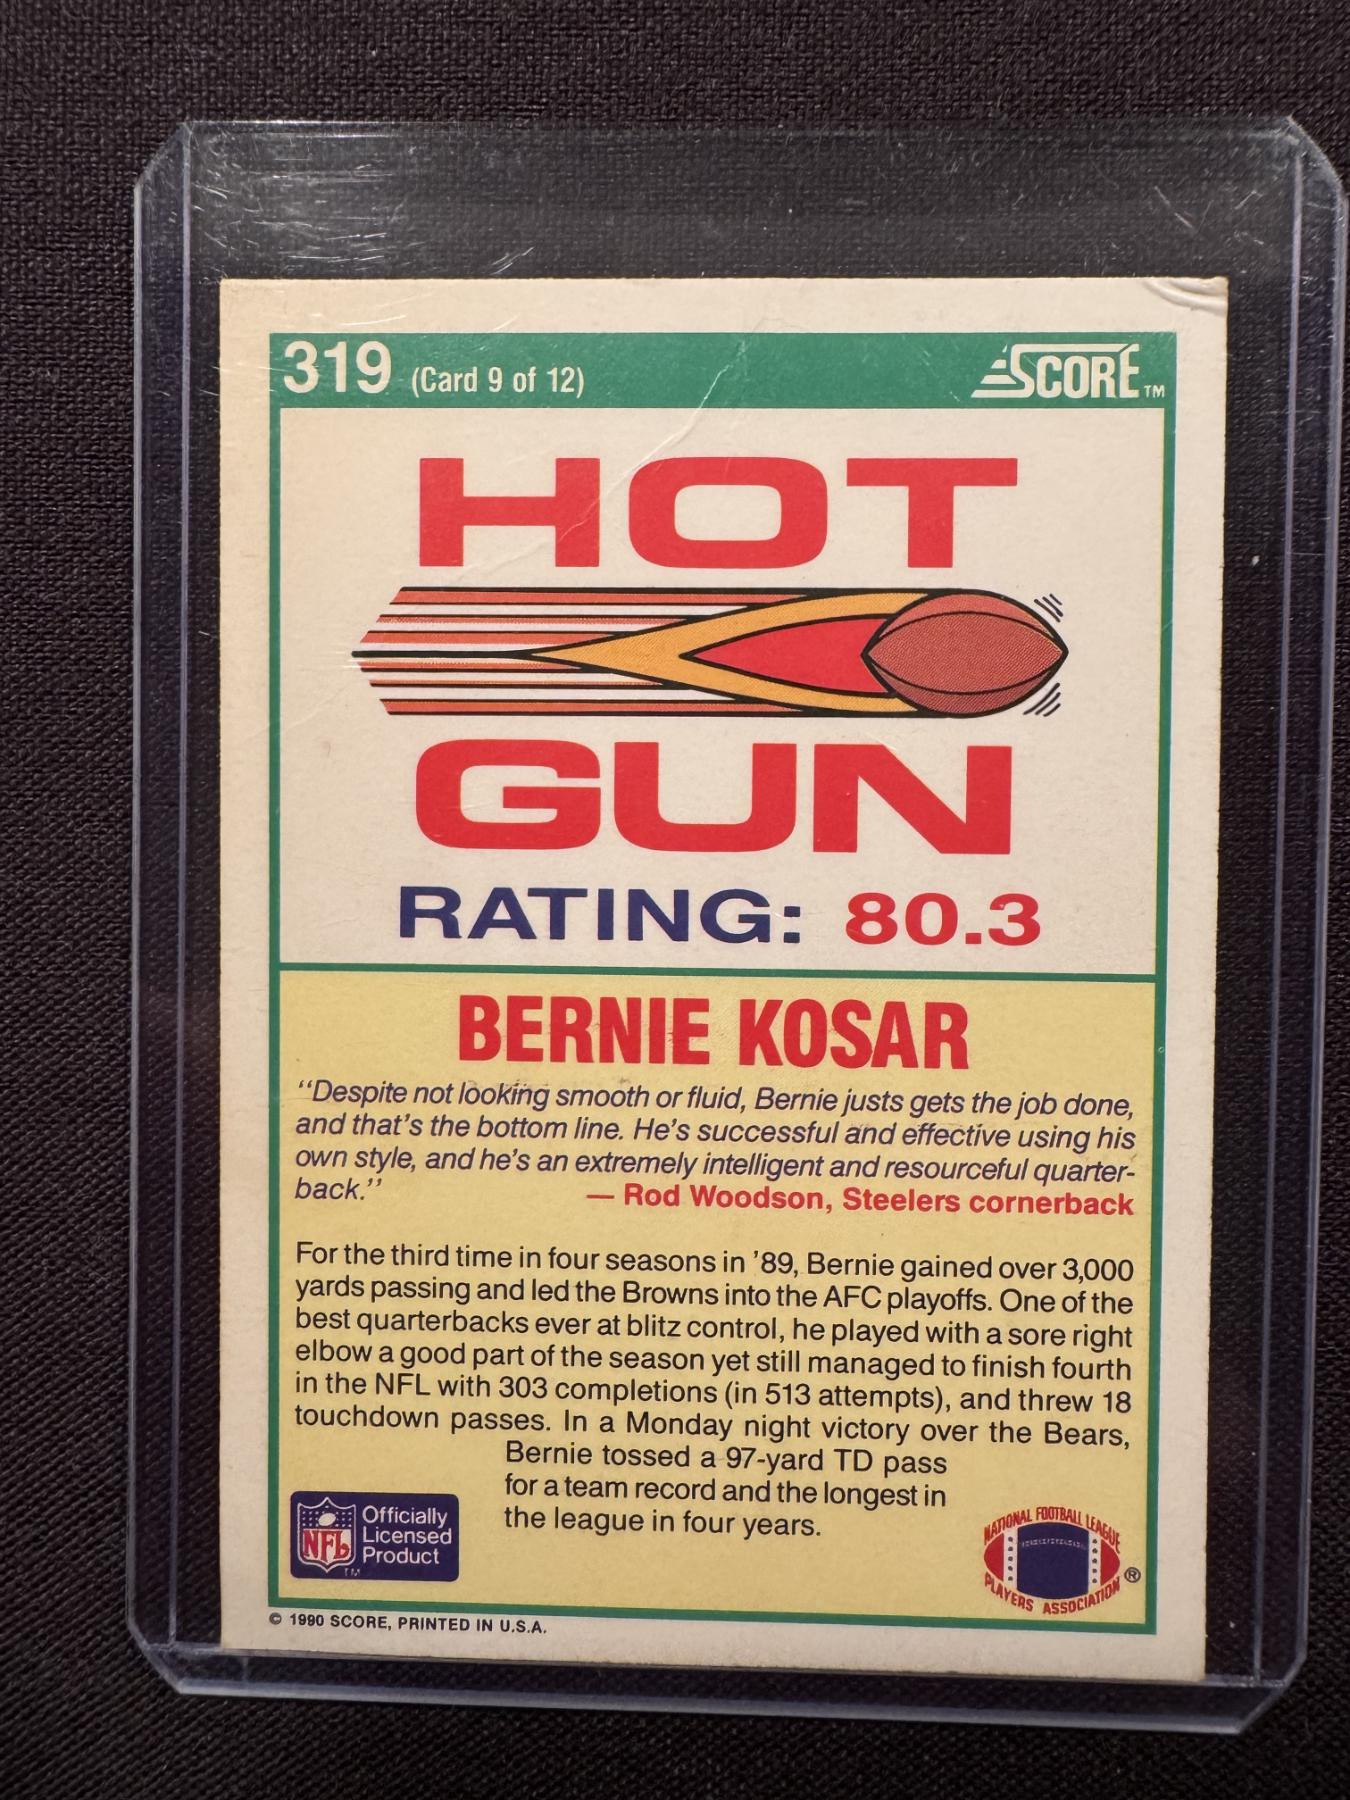 319 (Card 9 of 12) SCORE TM
HOT
GUN
RATING: 80.3
BERNIE KOSAR
“Despite not looking smooth or fluid, Bernie justs gets the job done,
and that’s the bottom line. He’s successful and effective using his
own style, and he’s an extremely intelligent and resourceful quarter-
back.” — Rod Woodson, Steelers cornerback
For the third time in four seasons in ’89, Bernie gained over 3,000
yards passing and led the Browns into the AFC playoffs. One of the
best quarterbacks ever at blitz control, he played with a sore right
elbow a good part of the season yet still managed to finish fourth
in the NFL with 303 completions (in 513 attempts), and threw 18
touchdown passes. In a Monday night victory over the Bears,
Bernie tossed a 97-yard TD pass
for a team record and the longest in
the league in four years.
NFL TM
Officially
Licensed
Product
NATIONAL FOOTBALL LEAGUE
PLAYERS ASSOCIATION ®
© 1990 SCORE, PRINTED IN U.S.A.